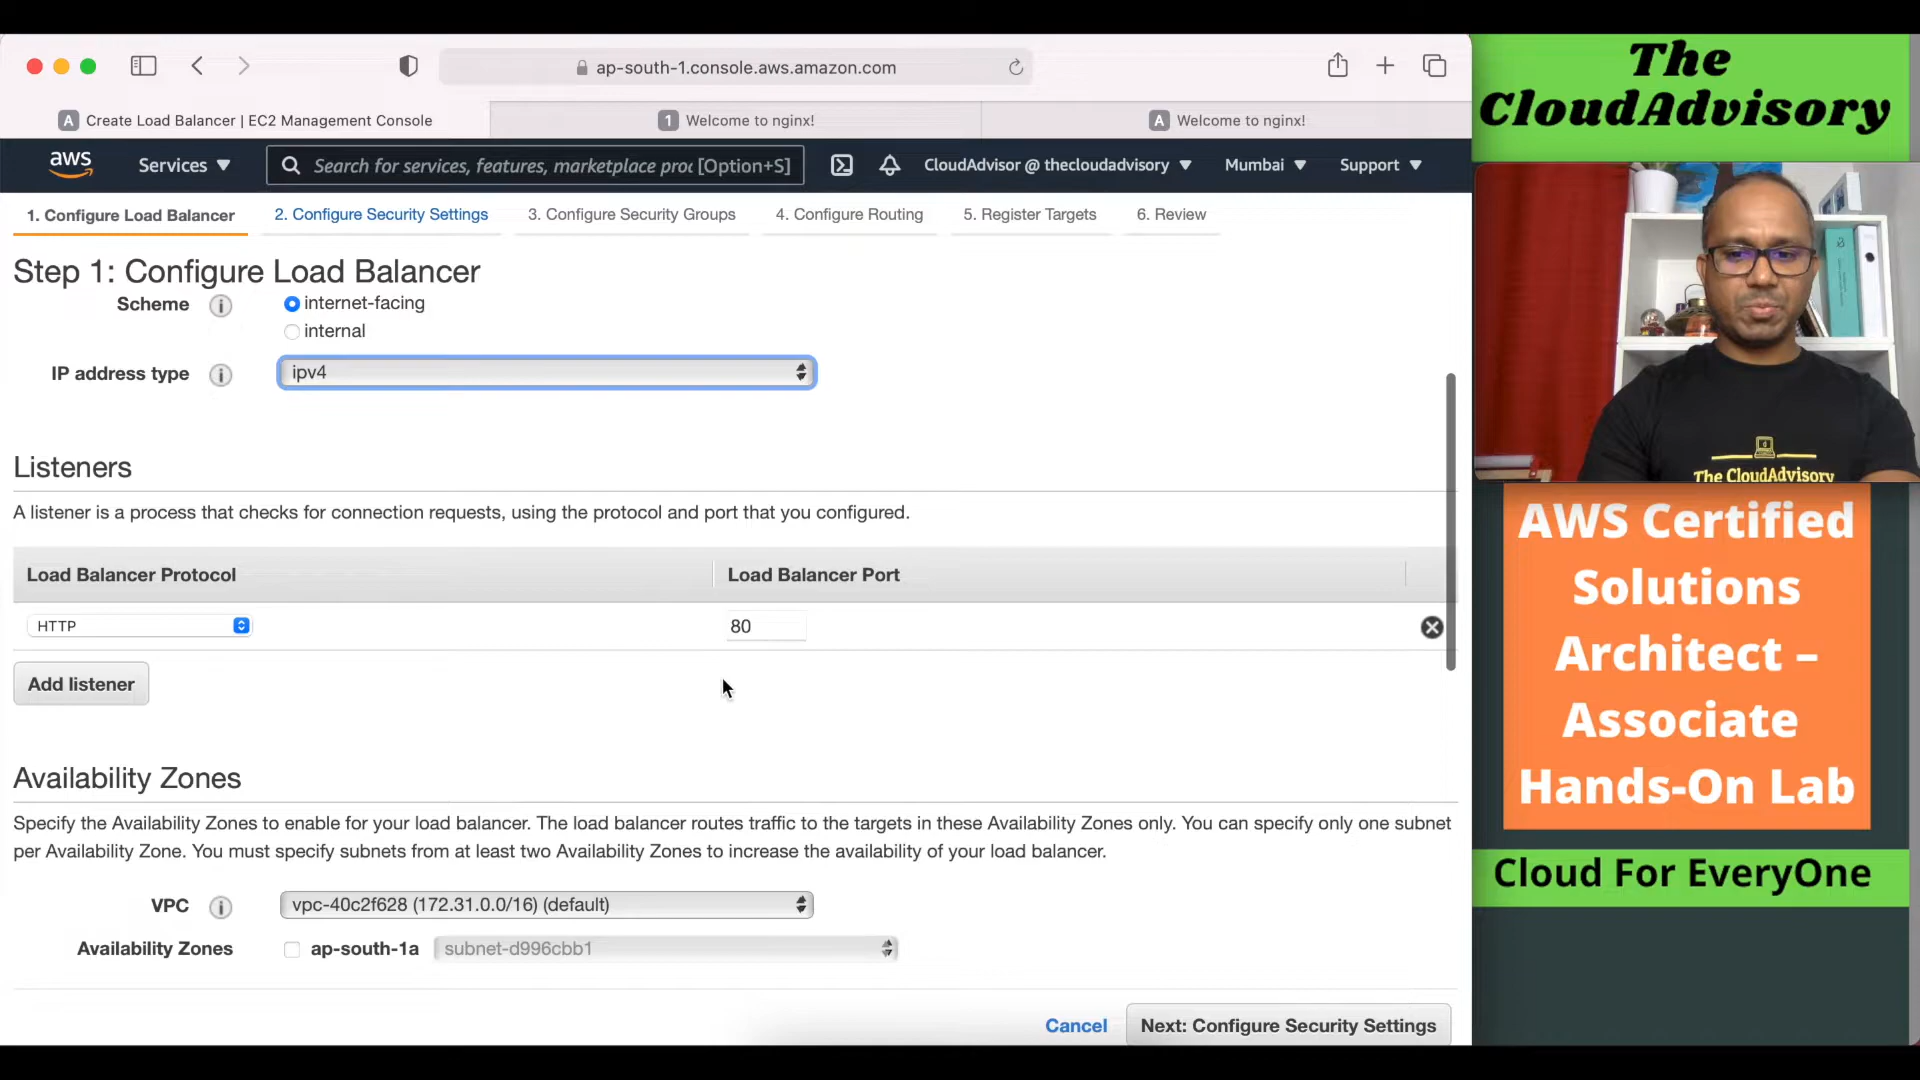 ap-south-1.console.aws.amazon.com
A Create Load Balancer | EC2 Management Console
1 Welcome to nginx!
A Welcome to nginx!
aws
Services
Search for services, features, marketplace proc [Option+S]
CloudAdvisor @ thecloudadvisory
Mumbai
Support
1. Configure Load Balancer
2. Configure Security Settings
3. Configure Security Groups
4. Configure Routing
5. Register Targets
6. Review
Step 1: Configure Load Balancer
Scheme
internet-facing
internal
IP address type
ipv4
Listeners
A listener is a process that checks for connection requests, using the protocol and port that you configured.
Load Balancer Protocol
Load Balancer Port
HTTP
80
Add listener
Availability Zones
Specify the Availability Zones to enable for your load balancer. The load balancer routes traffic to the targets in these Availability Zones only. You can specify only one subnet
per Availability Zone. You must specify subnets from at least two Availability Zones to increase the availability of your load balancer.
VPC
vpc-40c2f628 (172.31.0.0/16) (default)
Availability Zones
ap-south-1a
subnet-d996cbb1
Cancel
Next: Configure Security Settings
The
CloudAdvisory
The CloudAdvisory
AWS Certified
Solutions
Architect –
Associate
Hands-On Lab
Cloud For EveryOne